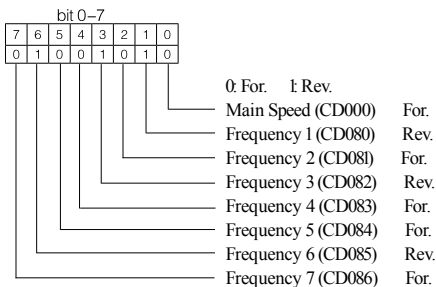 bit 0–7
7 6 5 4 3 2 1 0
0 1 0 0 1 0 1 0
0: For. 1: Rev.
Main Speed (CD000) For.
Frequency 1 (CD080) Rev.
Frequency 2 (CD081) For.
Frequency 3 (CD082) Rev.
Frequency 4 (CD083) For.
Frequency 5 (CD084) For.
Frequency 6 (CD085) Rev.
Frequency 7 (CD086) For.